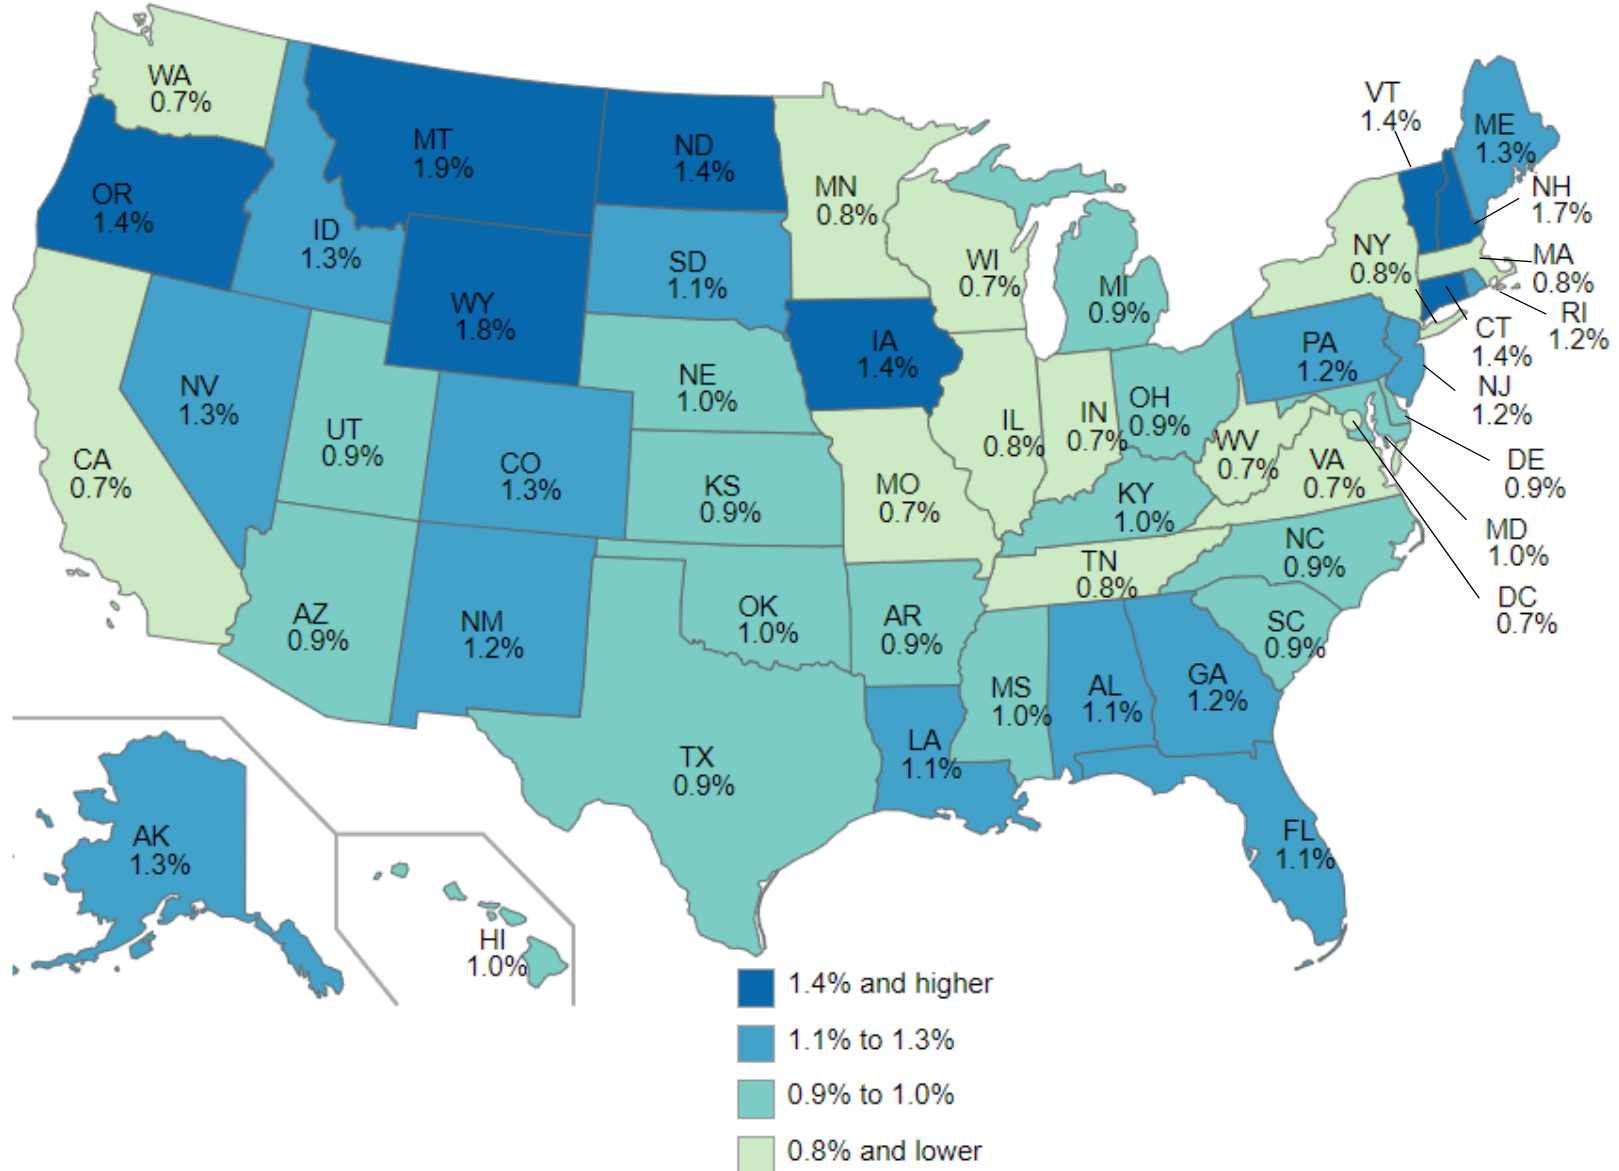 WA
0.7%
OR
1.4%
CA
0.7%
ID
1.3%
NV
1.3%
MT
1.9%
WY
1.8%
UT
0.9%
AZ
0.9%
CO
1.3%
NM
1.2%
ND
1.4%
SD
1.1%
NE
1.0%
KS
0.9%
OK
1.0%
TX
0.9%
MN
0.8%
IA
1.4%
MO
0.7%
AR
0.9%
LA
1.1%
WI
0.7%
IL
0.8%
MI
0.9%
IN
0.7%
OH
0.9%
KY
1.0%
TN
0.8%
MS
1.0%
AL
1.1%
GA
1.2%
FL
1.1%
SC
0.9%
NC
0.9%
VA
0.7%
WV
0.7%
PA
1.2%
NY
0.8%
VT
1.4%
ME
1.3%
NH
1.7%
MA
0.8%
RI
1.2%
CT
1.4%
NJ
1.2%
DE
0.9%
MD
1.0%
DC
0.7%
AK
1.3%
HI
1.0%
1.4% and higher
1.1% to 1.3%
0.9% to 1.0%
0.8% and lower